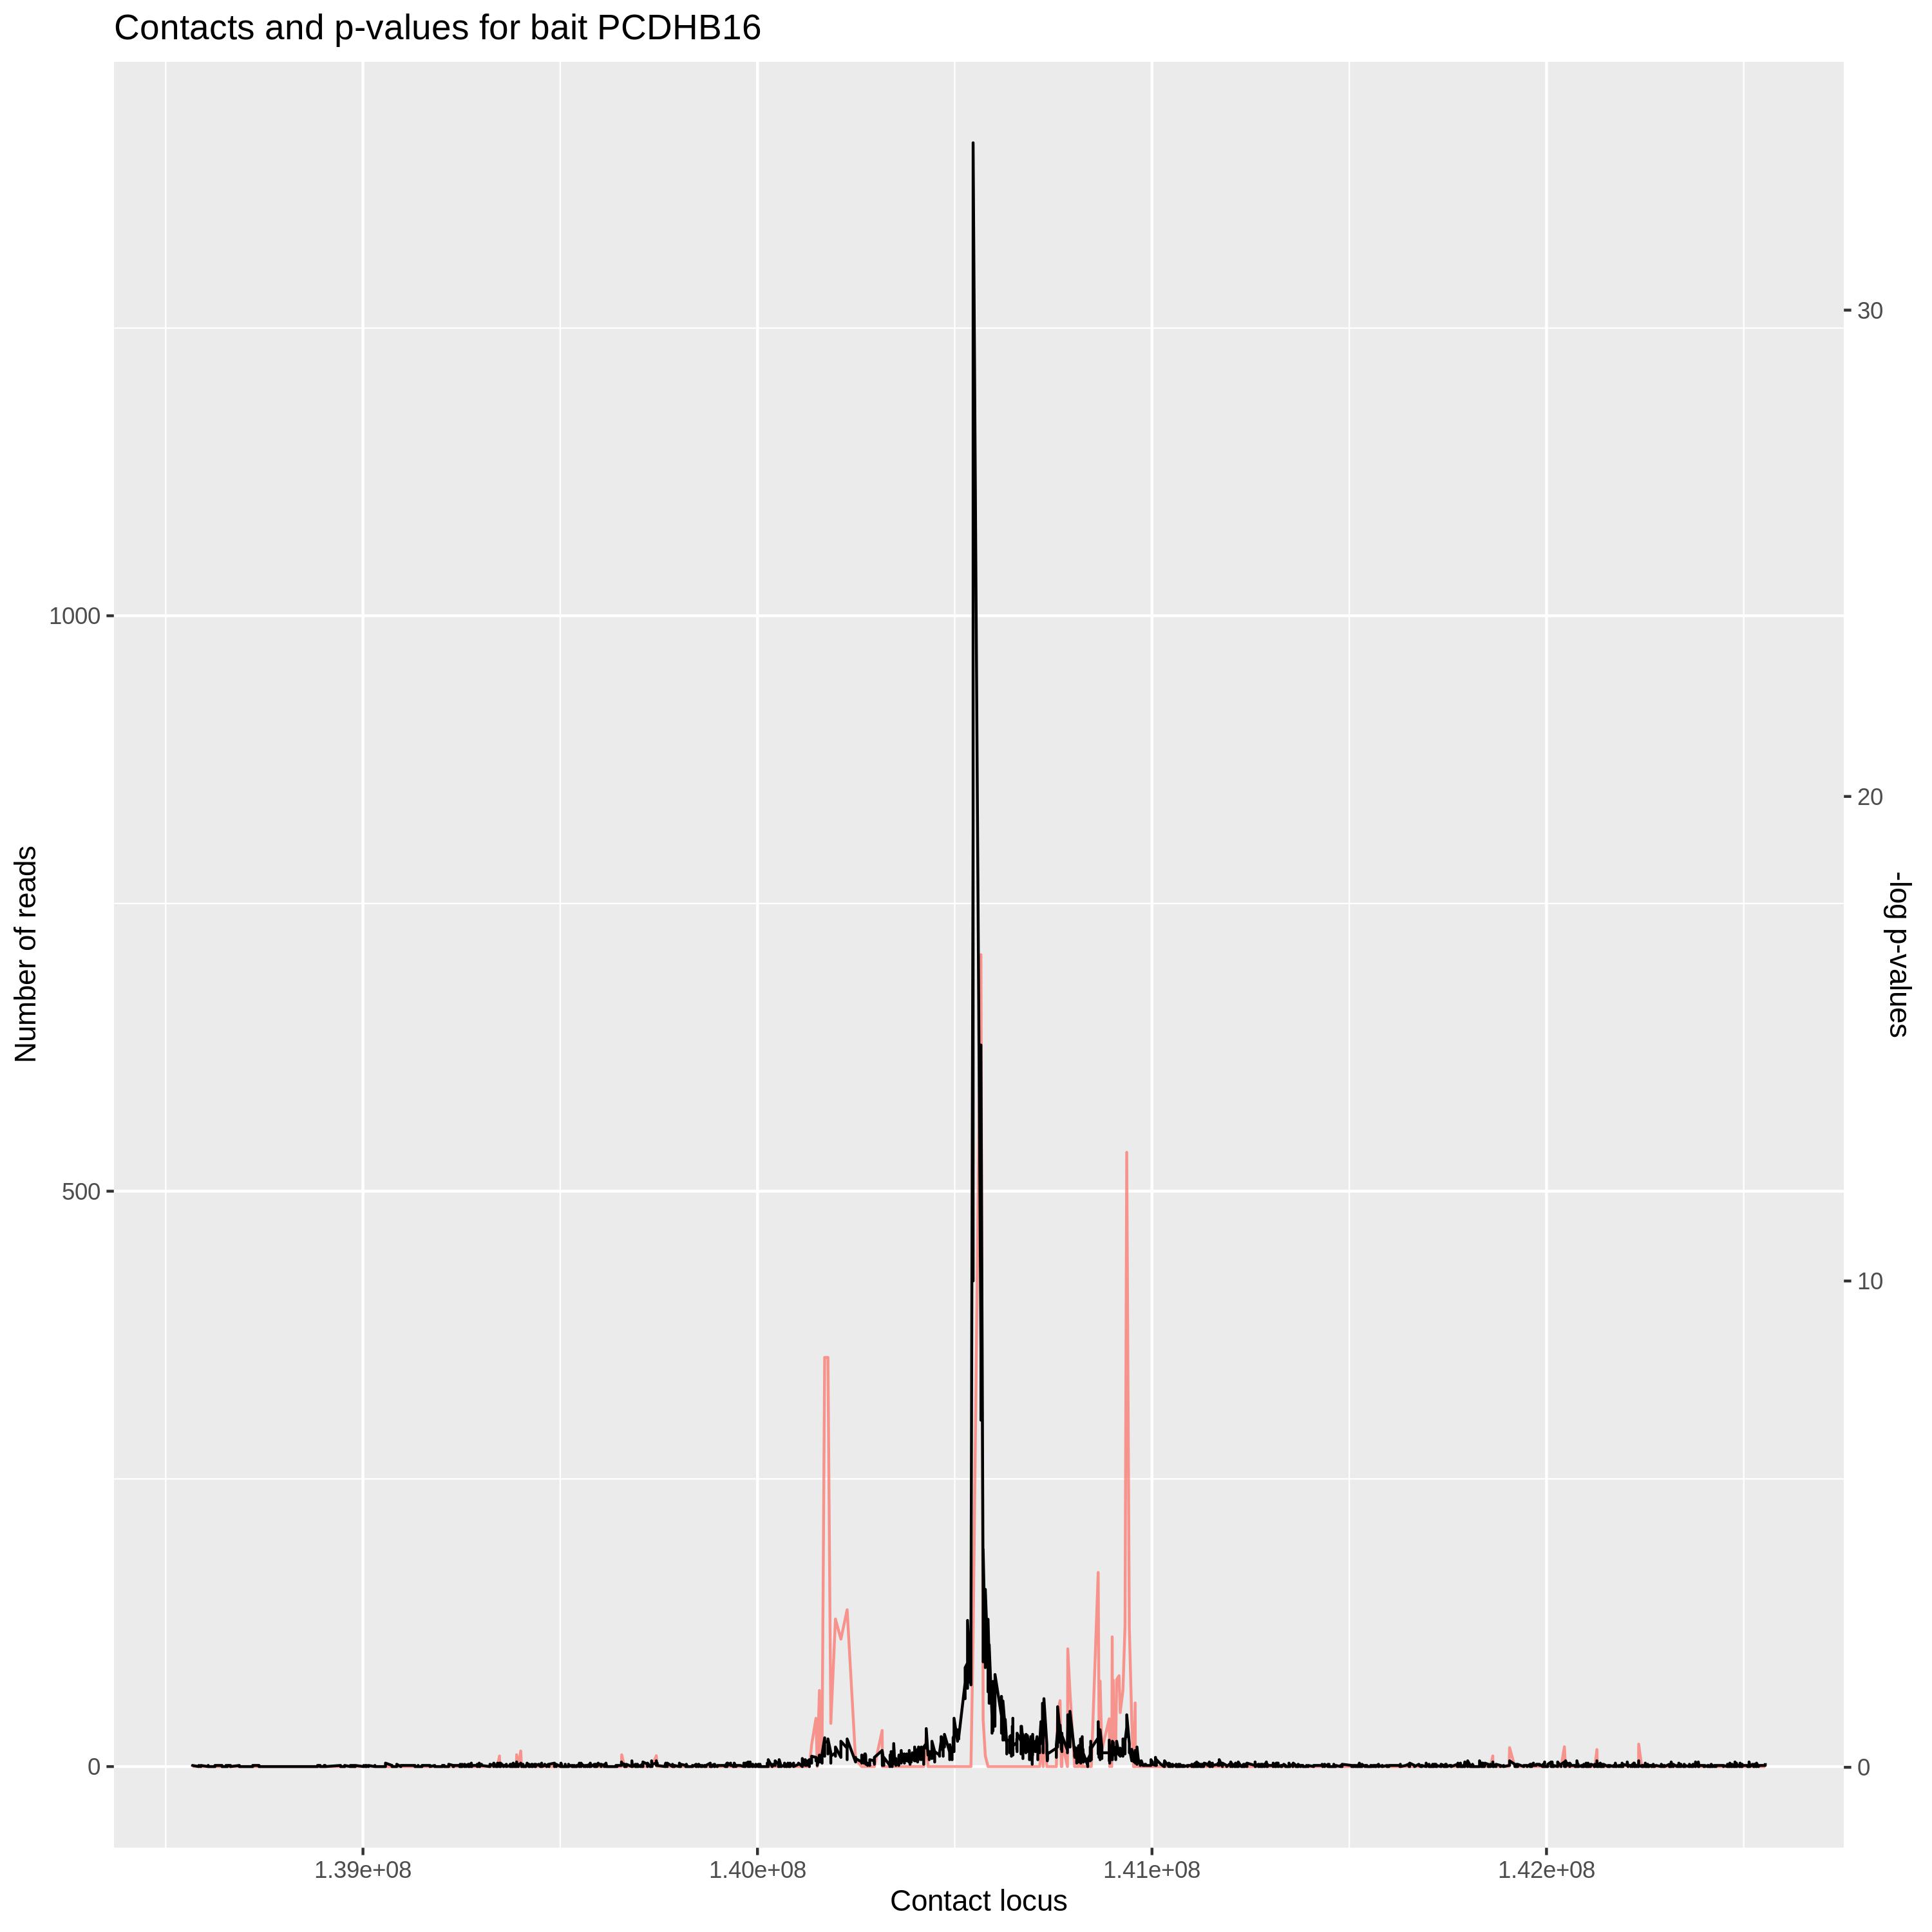 Contacts and p-values for bait PCDHB16
1000
500
0
Number of reads
30
20
10
0
-log p-values
1.39e+08
1.40e+08
1.41e+08
1.42e+08
Contact locus